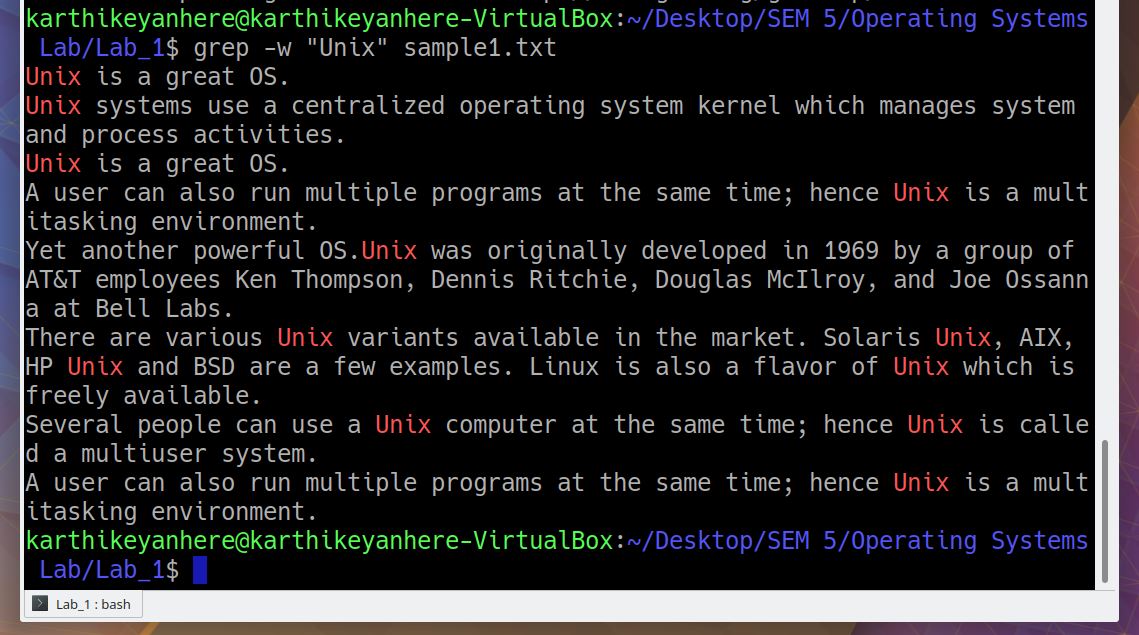 karthikeyanhere@karthikeyanhere-VirtualBox:~/Desktop/SEM 5/Operating Systems
 Lab/Lab_1$ grep -w "Unix" sample1.txt
Unix is a great OS.
Unix systems use a centralized operating system kernel which manages system
and process activities.
Unix is a great OS.
A user can also run multiple programs at the same time; hence Unix is a mult
itasking environment.
Yet another powerful OS.Unix was originally developed in 1969 by a group of
AT&T employees Ken Thompson, Dennis Ritchie, Douglas McIlroy, and Joe Ossann
a at Bell Labs.
There are various Unix variants available in the market. Solaris Unix, AIX,
HP Unix and BSD are a few examples. Linux is also a flavor of Unix which is
freely available.
Several people can use a Unix computer at the same time; hence Unix is calle
d a multiuser system.
A user can also run multiple programs at the same time; hence Unix is a mult
itasking environment.
karthikeyanhere@karthikeyanhere-VirtualBox:~/Desktop/SEM 5/Operating Systems
 Lab/Lab_1$
Lab_1 : bash